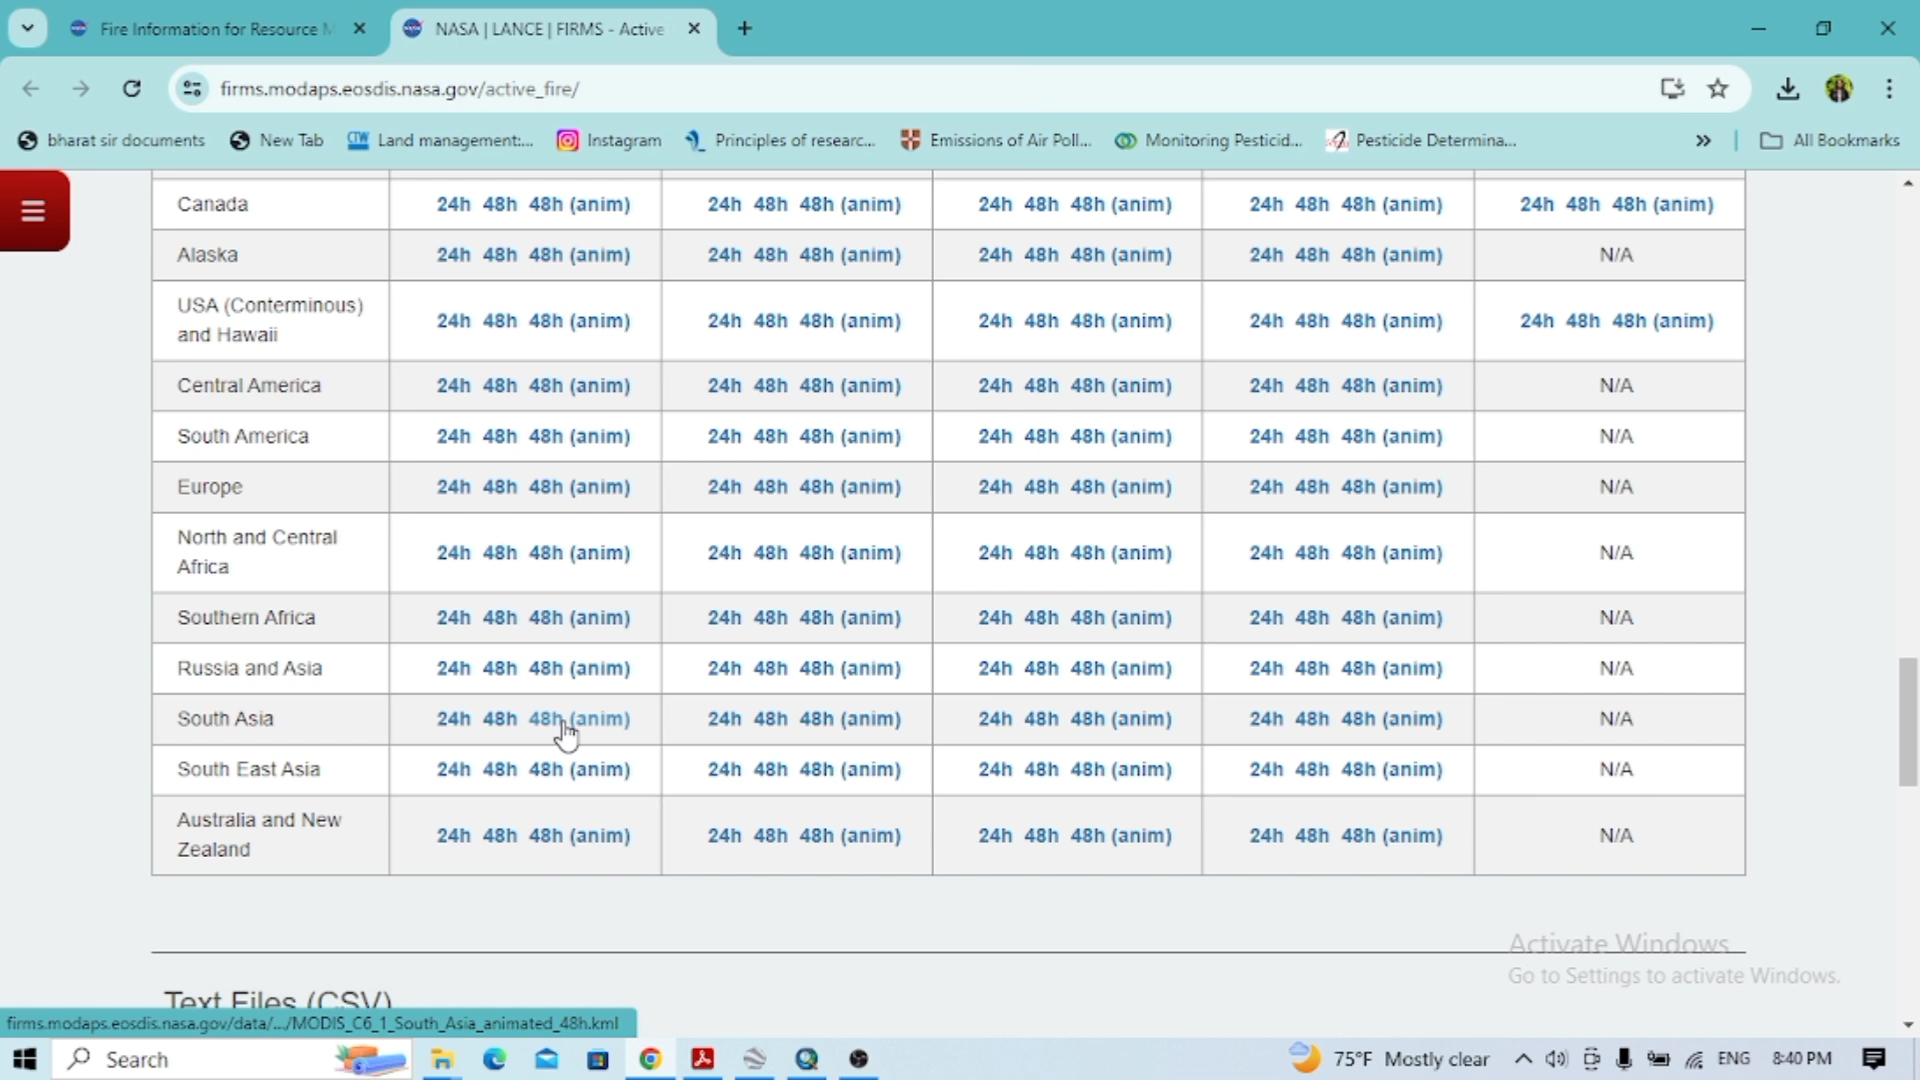 Fire Information for Resource M
NASA | LANCE | FIRMS - Active
firms.modaps.eosdis.nasa.gov/active_fire/
bharat sir documents New Tab Land management:... Instagram Principles of researc... Emissions of Air Poll... Monitoring Pesticid... Pesticide Determina... » All Bookmarks
Canada 24h 48h 48h (anim) 24h 48h 48h (anim) 24h 48h 48h (anim) 24h 48h 48h (anim) 24h 48h 48h (anim)
Alaska 24h 48h 48h (anim) 24h 48h 48h (anim) 24h 48h 48h (anim) 24h 48h 48h (anim) N/A
USA (Conterminous)
and Hawaii 24h 48h 48h (anim) 24h 48h 48h (anim) 24h 48h 48h (anim) 24h 48h 48h (anim) 24h 48h 48h (anim)
Central America 24h 48h 48h (anim) 24h 48h 48h (anim) 24h 48h 48h (anim) 24h 48h 48h (anim) N/A
South America 24h 48h 48h (anim) 24h 48h 48h (anim) 24h 48h 48h (anim) 24h 48h 48h (anim) N/A
Europe 24h 48h 48h (anim) 24h 48h 48h (anim) 24h 48h 48h (anim) 24h 48h 48h (anim) N/A
North and Central
Africa 24h 48h 48h (anim) 24h 48h 48h (anim) 24h 48h 48h (anim) 24h 48h 48h (anim) N/A
Southern Africa 24h 48h 48h (anim) 24h 48h 48h (anim) 24h 48h 48h (anim) 24h 48h 48h (anim) N/A
Russia and Asia 24h 48h 48h (anim) 24h 48h 48h (anim) 24h 48h 48h (anim) 24h 48h 48h (anim) N/A
South Asia 24h 48h 48h (anim) 24h 48h 48h (anim) 24h 48h 48h (anim) 24h 48h 48h (anim) N/A
South East Asia 24h 48h 48h (anim) 24h 48h 48h (anim) 24h 48h 48h (anim) 24h 48h 48h (anim) N/A
Australia and New
Zealand 24h 48h 48h (anim) 24h 48h 48h (anim) 24h 48h 48h (anim) 24h 48h 48h (anim) N/A
Activate Windows
Go to Settings to activate Windows.
Text Files (CSV)
firms.modaps.eosdis.nasa.gov/data/.../MODIS_C6_1_South_Asia_animated_48h.kml
Search 75°F Mostly clear ENG 8:40 PM